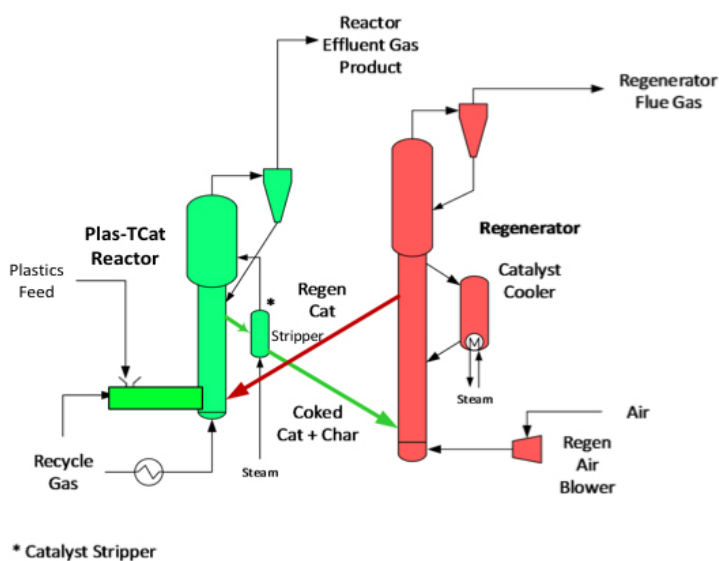 Reactor
Effluent Gas
Product
Regenerator
Flue Gas
Plas-TCat
Reactor
Plastics
Feed
Regenerator
Catalyst
Cooler
Regen
Cat
*
Stripper
M
Steam
Coked
Cat + Char
Air
Regen
Air
Blower
Recycle
Gas
Steam
* Catalyst Stripper